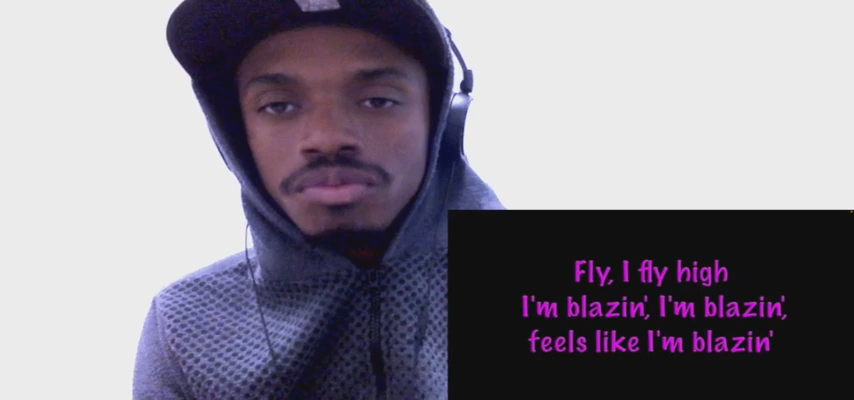 Fly, I fly high
I'm blazin', I'm blazin',
feels like I'm blazin'